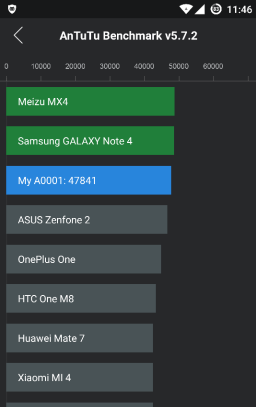 83 11:46
AnTuTu Benchmark v5.7.2
0 10000 20000 30000 40000 50000 60000
Meizu MX4
Samsung GALAXY Note 4
My A0001: 47841
ASUS Zenfone 2
OnePlus One
HTC One M8
Huawei Mate 7
Xiaomi MI 4